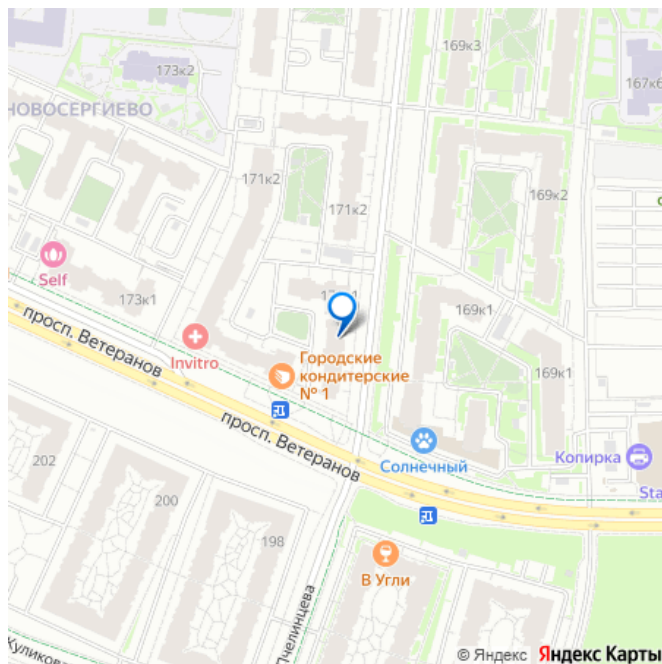 169к3
173к2
167к6
НОВОСЕРГИЕВО
171к2
171к2
169к2
Self
173к1
169к1
просп. Ветеранов
Invitro
Городские
кондитерские
№ 1
169к1
просп. Ветеранов
Солнечный
Копирка
202
200
198
В Угли
Пчелинцева
© Яндекс Яндекс Карты